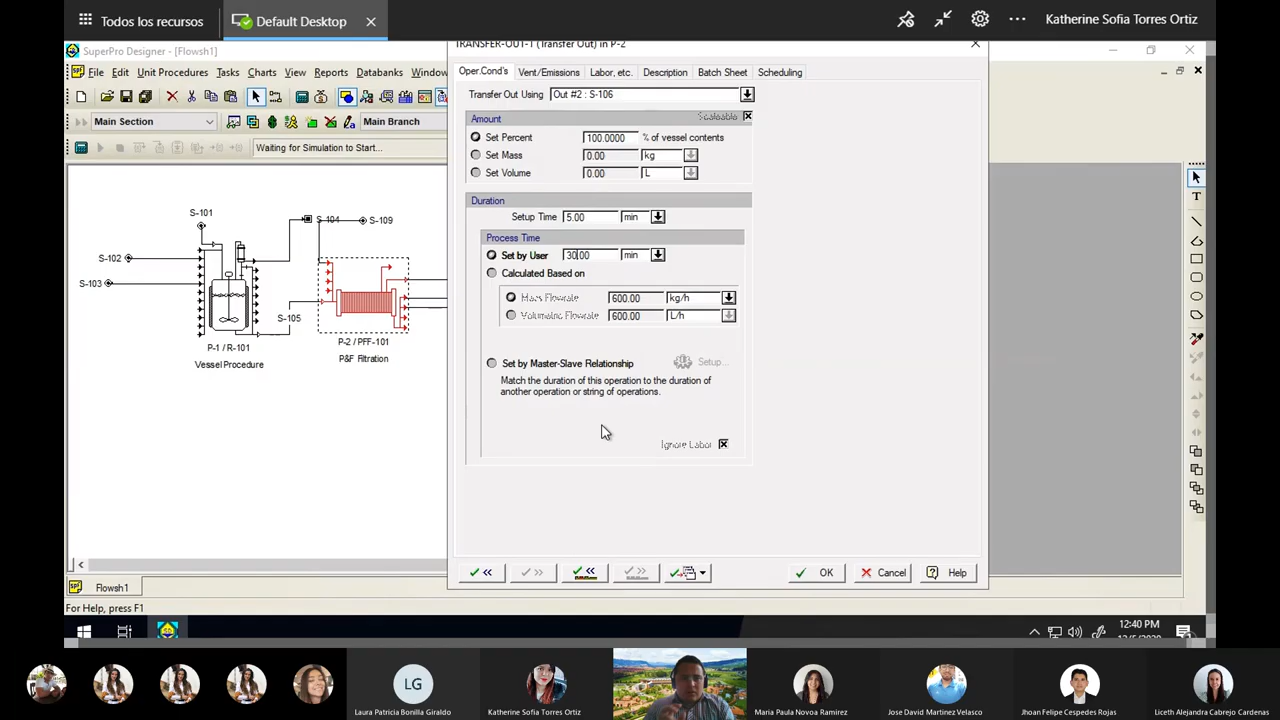 Todos los recursos
Default Desktop
Katherine Sofia Torres Ortiz
SuperPro Designer - [Flowsh1]
TRANSFER-OUT-1 (Transfer Out) in P-2
File Edit Unit Procedures Tasks Charts View Reports Databanks Window
Oper.Cond's Vent/Emissions Labor, etc. Description Batch Sheet Scheduling
Transfer Out Using Out #2 : S-106
Main Section
Main Branch
Amount
Scaleable
Set Percent 100.0000 % of vessel contents
Waiting for Simulation to Start...
Set Mass 0.00 kg
Set Volume 0.00 L
Duration
Setup Time 5.00 min
S-101
S-104
S-109
Process Time
Set by User 30.00 min
S-102
Calculated Based on
S-103
Mass Flowrate 600.00 kg/h
Volumetric Flowrate 600.00 L/h
S-105
P-1 / R-101
P-2 / PFF-101
Vessel Procedure
P&F Filtration
Set by Master-Slave Relationship
Setup...
Match the duration of this operation to the duration of
another operation or string of operations.
Ignore Labor
OK
Cancel
Help
Flowsh1
For Help, press F1
12:40 PM
LG
Laura Patricia Bonilla Giraldo
Katherine Sofia Torres Ortiz
Maria Paula Novoa Ramirez
Jose David Martinez Velasco
Jhoan Felipe Cespedes Rojas
Liceth Alejandra Cabrejo Cardenas